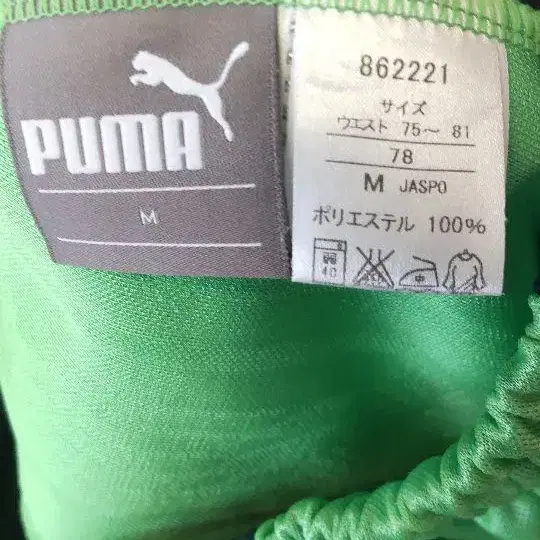 PUMA
M
862221
サイズ
ウエスト 75～ 81
78
M JASPO
ポリエステル 100%
40 中